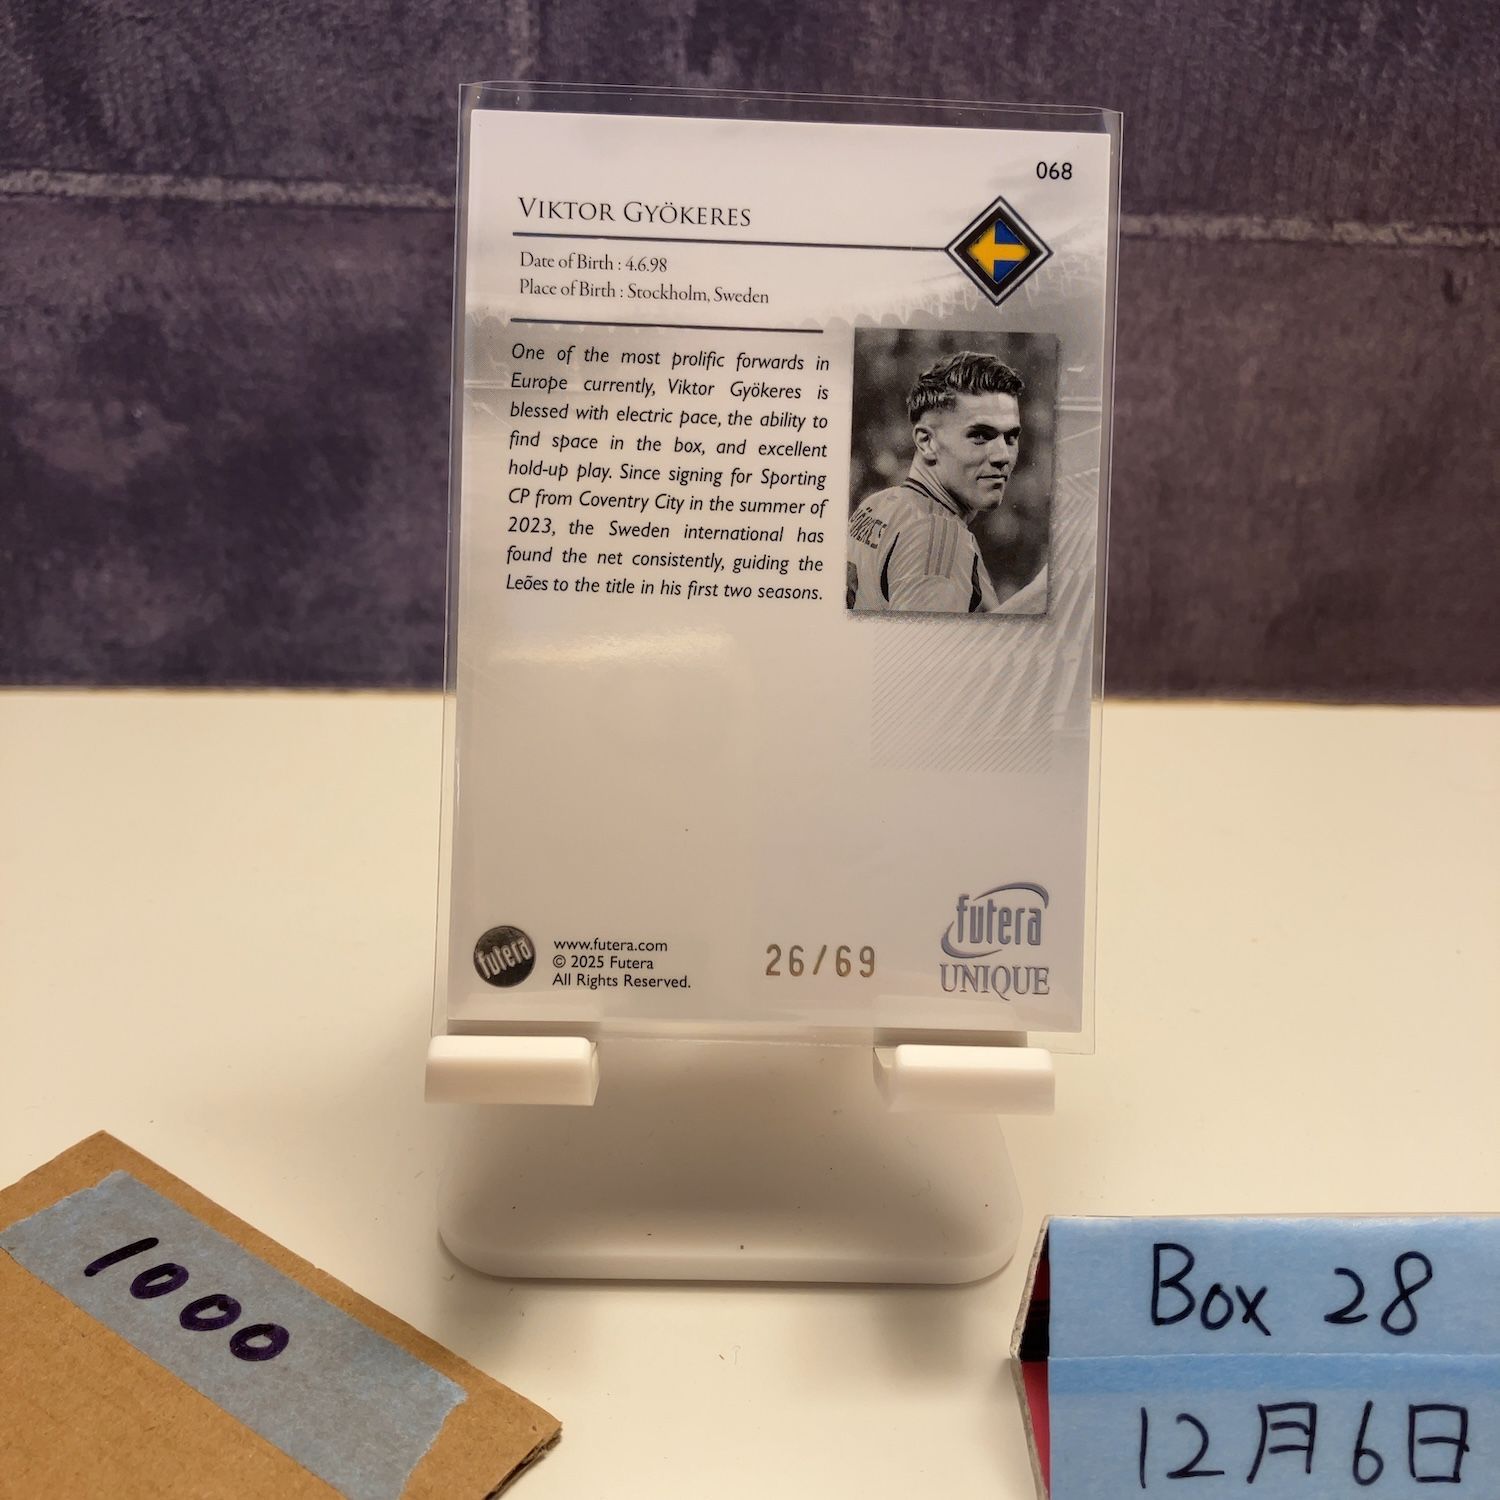 068
VIKTOR GYÖKERES
Date of Birth : 4.6.98
Place of Birth : Stockholm, Sweden
One of the most prolific forwards in
Europe currently, Viktor Gyökeres is
blessed with electric pace, the ability to
find space in the box, and excellent
hold-up play. Since signing for Sporting
CP from Coventry City in the summer of
2023, the Sweden international has
found the net consistently, guiding the
Leões to the title in his first two seasons.
futera
www.futera.com
© 2025 Futera
All Rights Reserved.
26/69
futera
UNIQUE
1000
Box 28
12月6日